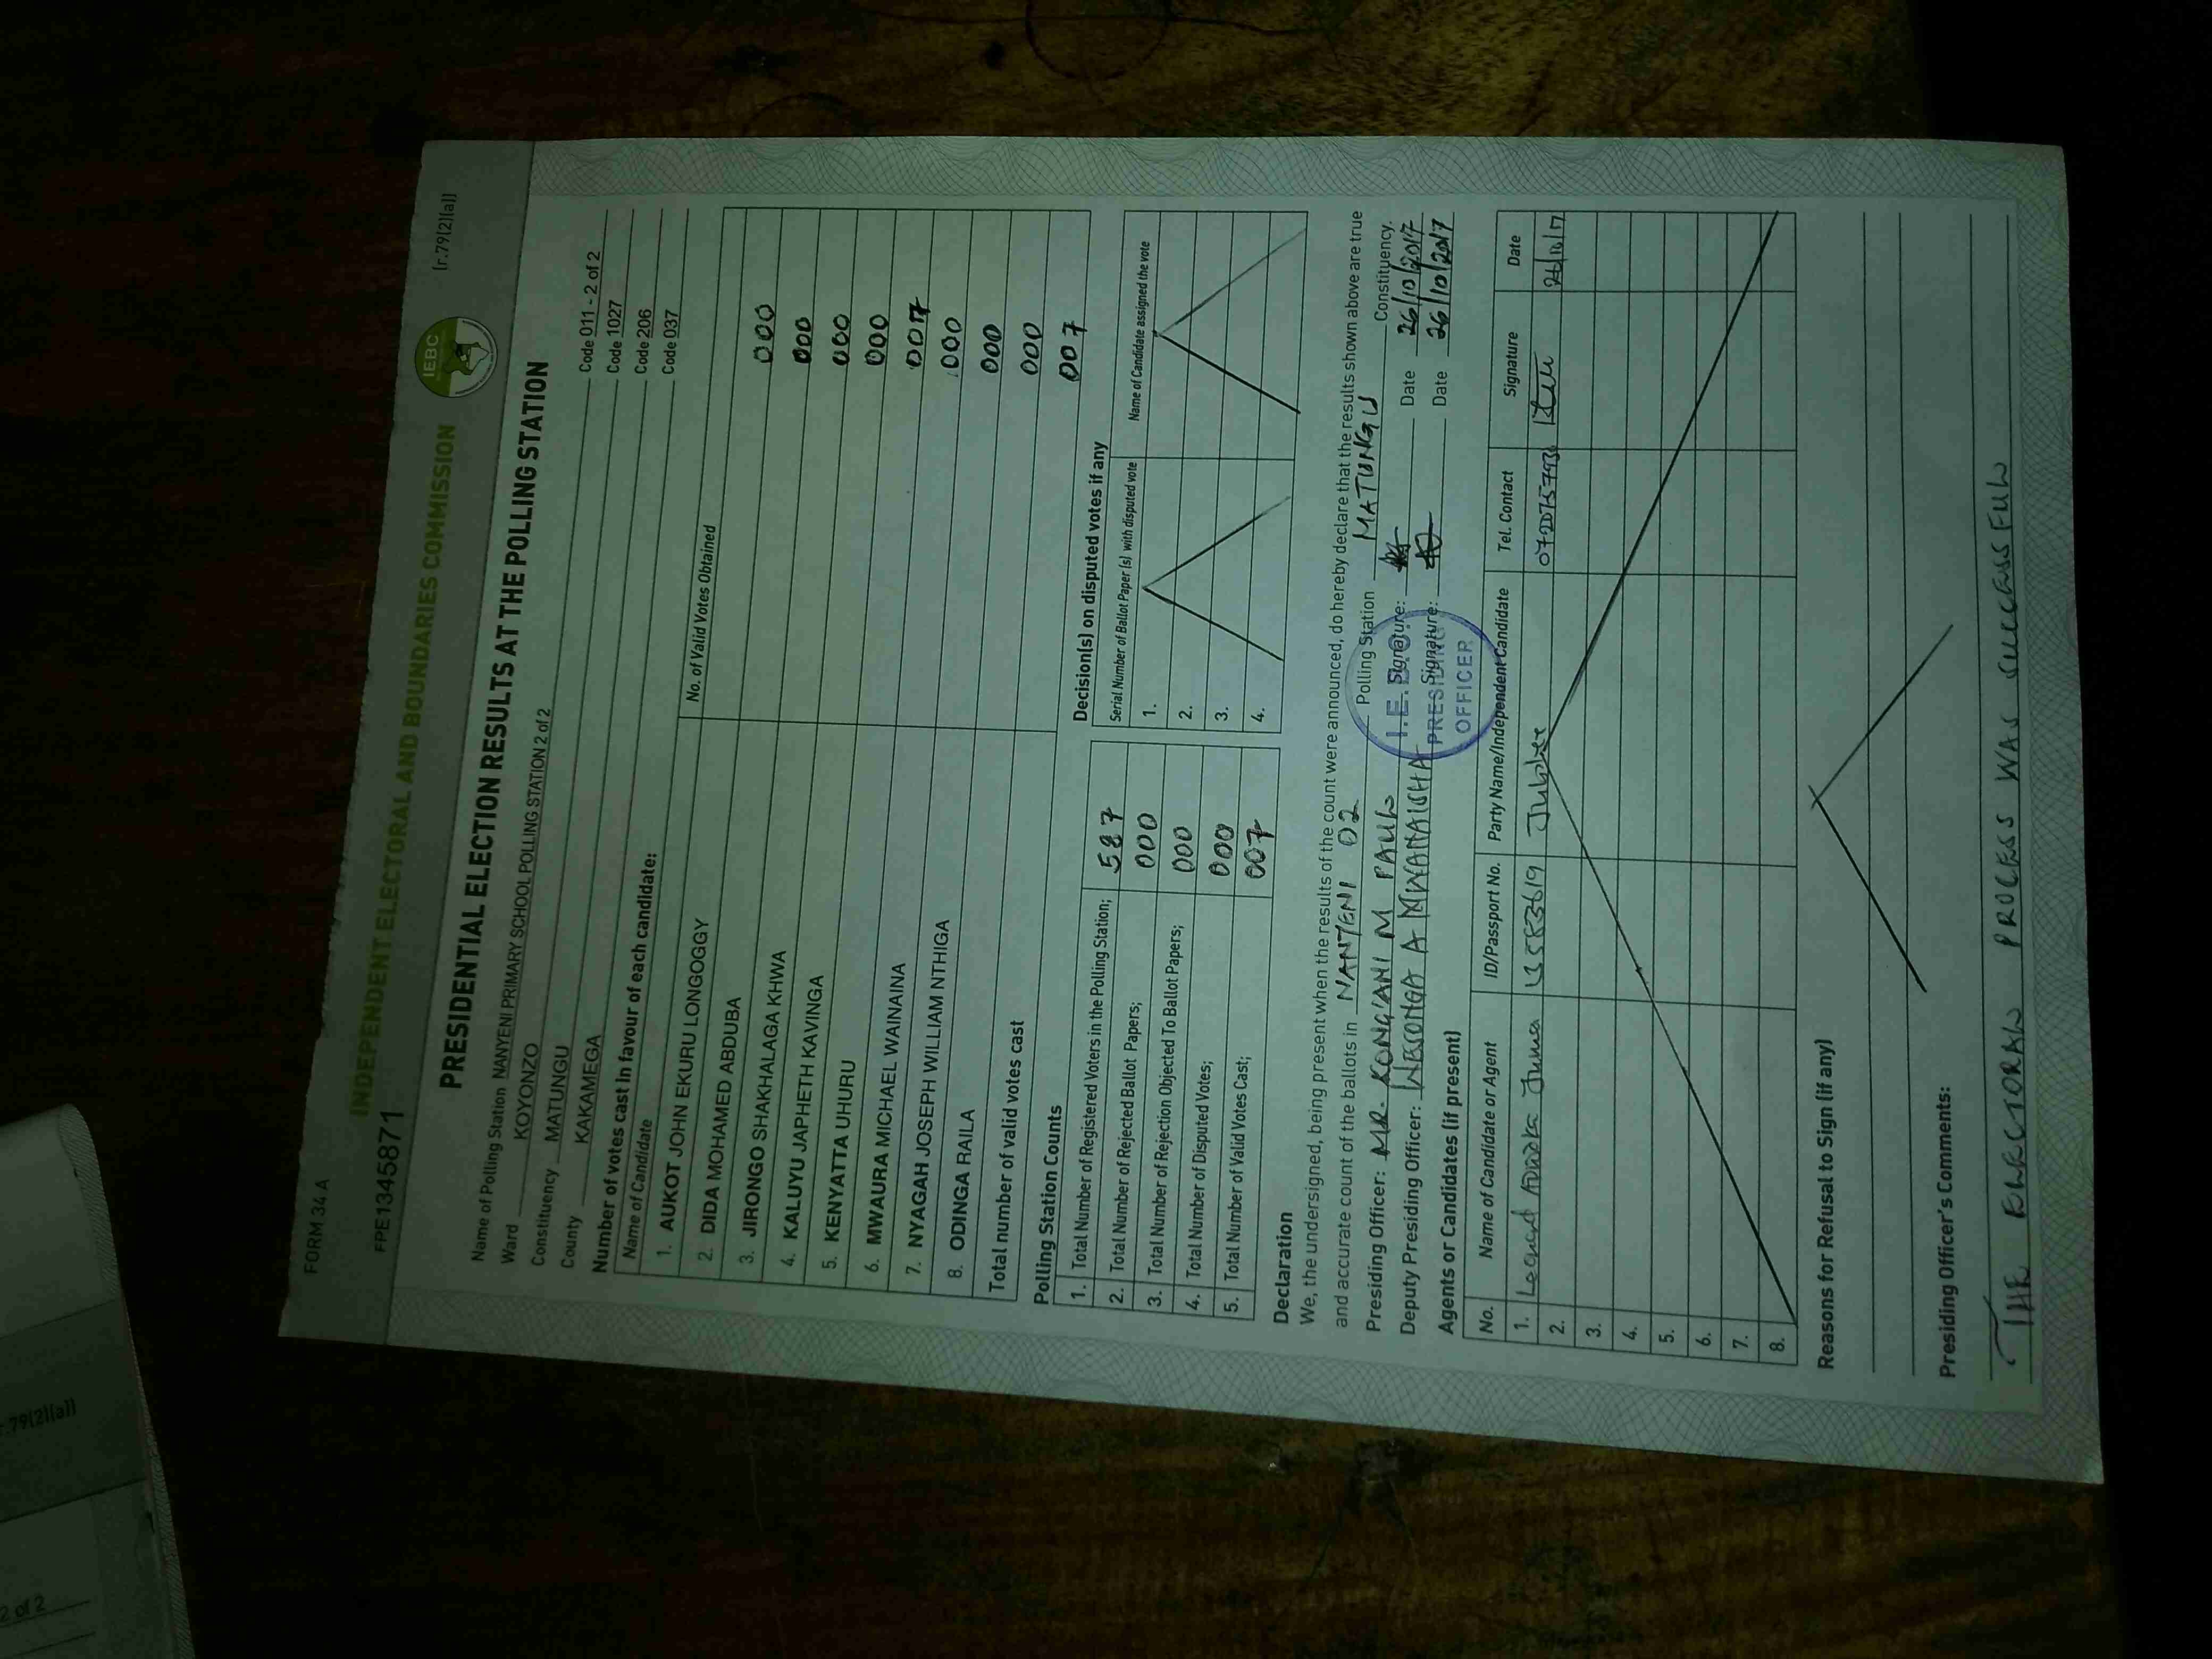 FORM 34 A
(r.79(2)(a))
FPE1345871
INDEPENDENT ELECTORAL AND BOUNDARIES COMMISSION
IEBC
PRESIDENTIAL ELECTION RESULTS AT THE POLLING STATION
Name of Polling Station NANYENI PRIMARY SCHOOL POLLING STATION 2 of 2 Code 011 - 2 of 2
Ward KOYONZO Code 1027
Constituency MATUNGU Code 206
County KAKAMEGA Code 037
Number of votes cast in favour of each candidate:
Name of Candidate No. of Valid Votes Obtained
1. AUKOT JOHN EKURU LONGOGGY 000
2. DIDA MOHAMED ABDUBA 000
3. JIRONGO SHAKHALAGA KHWA 000
4. KALUYU JAPHETH KAVINGA 000
5. KENYATTA UHURU 007
6. MWAURA MICHAEL WAINAINA 000
7. NYAGAH JOSEPH WILLIAM NTHIGA 000
8. ODINGA RAILA 000
Total number of valid votes cast 007
Polling Station Counts
1. Total Number of Registered Voters in the Polling Station; 587
2. Total Number of Rejected Ballot Papers; 000
3. Total Number of Rejection Objected To Ballot Papers; 000
4. Total Number of Disputed Votes; 000
5. Total Number of Valid Votes Cast; 007
Decision(s) on disputed votes if any
Serial Number of Ballot Paper (s) with disputed vote Name of Candidate assigned the vote
1.
2.
3.
4.
Declaration
We, the undersigned, being present when the results of the count were announced, do hereby declare that the results shown above are true
and accurate count of the ballots in NANYENI 02 Polling Station MATUNGU Constituency.
Presiding Officer: MR. KONG'ANI M PAUL Signature: Date 26/10/2017
Deputy Presiding Officer: WESONGA A MWANAISHA Signature: Date 26/10/2017
I.E.B.C.
PRESIDING
OFFICER
Agents or Candidates (if present)
No. Name of Candidate or Agent ID/Passport No. Party Name/Independent Candidate Tel. Contact Signature Date
1. Juma 13583619 Jubilee 26/10/17
2.
3.
4.
5.
6.
7.
8.
Reasons for Refusal to Sign (if any)
Presiding Officer's Comments:
THE ELECTORAL PROCESS WAS SUCCESSFUL
r.79(2)(a))
2 of 2